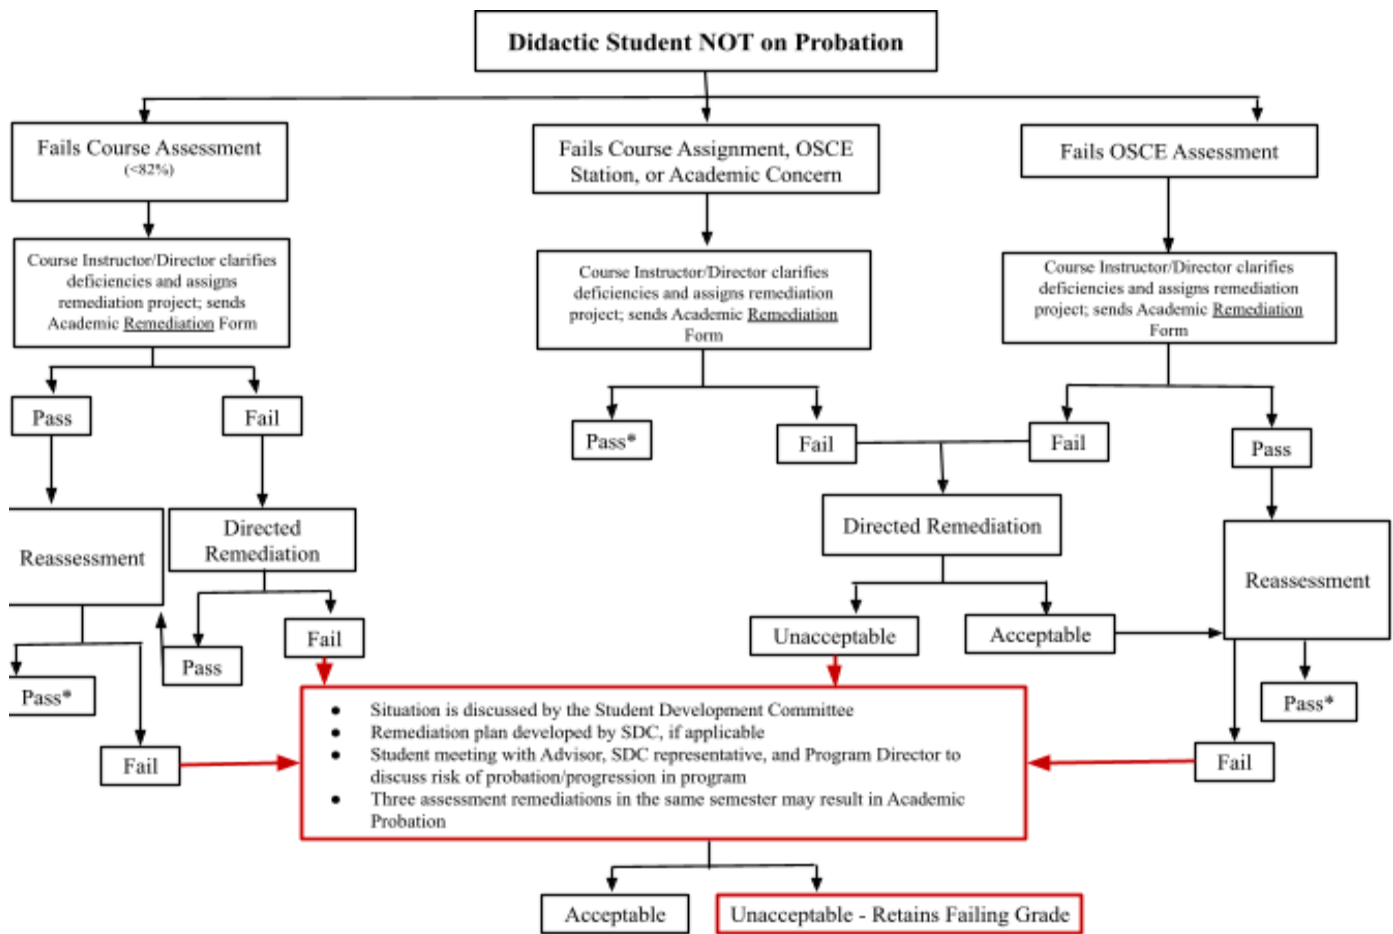 Didactic Student NOT on Probation
Fails Course Assessment
(<82%)
Fails Course Assignment, OSCE
Station, or Academic Concern
Fails OSCE Assessment
Course Instructor/Director clarifies
deficiencies and assigns
remediation project; sends
Academic Remediation Form
Course Instructor/Director clarifies
deficiencies and assigns remediation
project; sends Academic Remediation
Form
Course Instructor/Director clarifies
deficiencies and assigns remediation
project; sends Academic Remediation
Form
Pass
Fail
Pass*
Fail
Fail
Pass
Reassessment
Directed
Remediation
Directed Remediation
Reassessment
Pass
Fail
Unacceptable
Acceptable
Pass*
Fail
Pass*
Fail
● Situation is discussed by the Student Development Committee
● Remediation plan developed by SDC, if applicable
● Student meeting with Advisor, SDC representative, and Program Director to
discuss risk of probation/progression in program
● Three assessment remediations in the same semester may result in Academic
Probation
Acceptable
Unacceptable - Retains Failing Grade